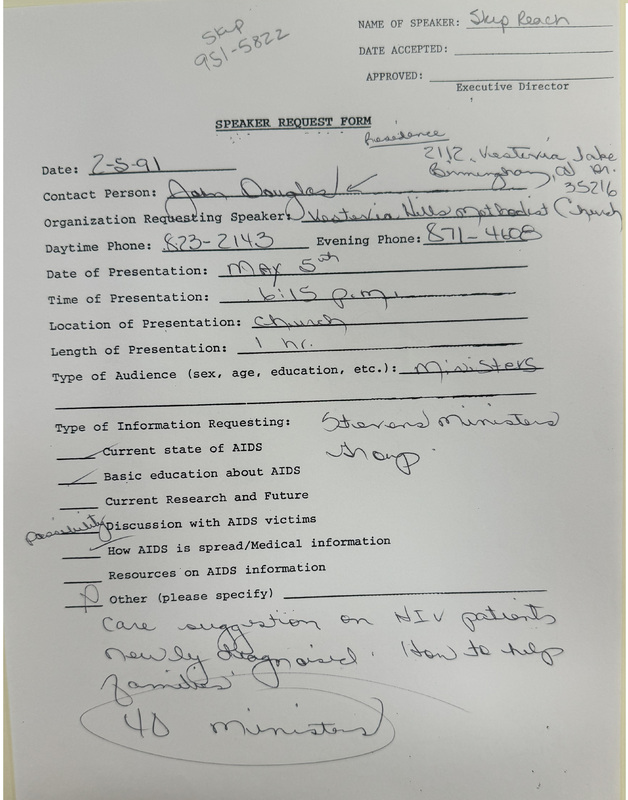 Skip
951-5822
NAME OF SPEAKER: Skip Reach
DATE ACCEPTED:
APPROVED:
Executive Director
SPEAKER REQUEST FORM
Residence
2112 Vestavia Lake
Birmingham, al Dr.
35216
Date: 2-5-91
Contact Person: Douglas
Organization Requesting Speaker: Vestavia Hills Methodist Church
Daytime Phone: 823-2143 Evening Phone: 871-4608
Date of Presentation: May 5th
Time of Presentation: 6:15 p.m.
Location of Presentation: Church
Length of Presentation: 1 hr.
Type of Audience (sex, age, education, etc.): Ministers
Type of Information Requesting: Stevens Ministers
Group.
Current state of AIDS
Basic education about AIDS
Current Research and Future
possibility Discussion with AIDS victims
How AIDS is spread/Medical information
Resources on AIDS information
Other (please specify)
Care suggestion on HIV patients
newly diagnoised. How to help
families
40 ministers